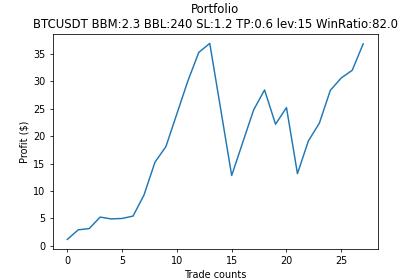 Portfolio
BTCUSDT BBM:2.3 BBL:240 SL:1.2 TP:0.6 lev:15 WinRatio:82.0
35
30
25
20
15
10
5
0
Profit ($)
0 5 10 15 20 25
Trade counts